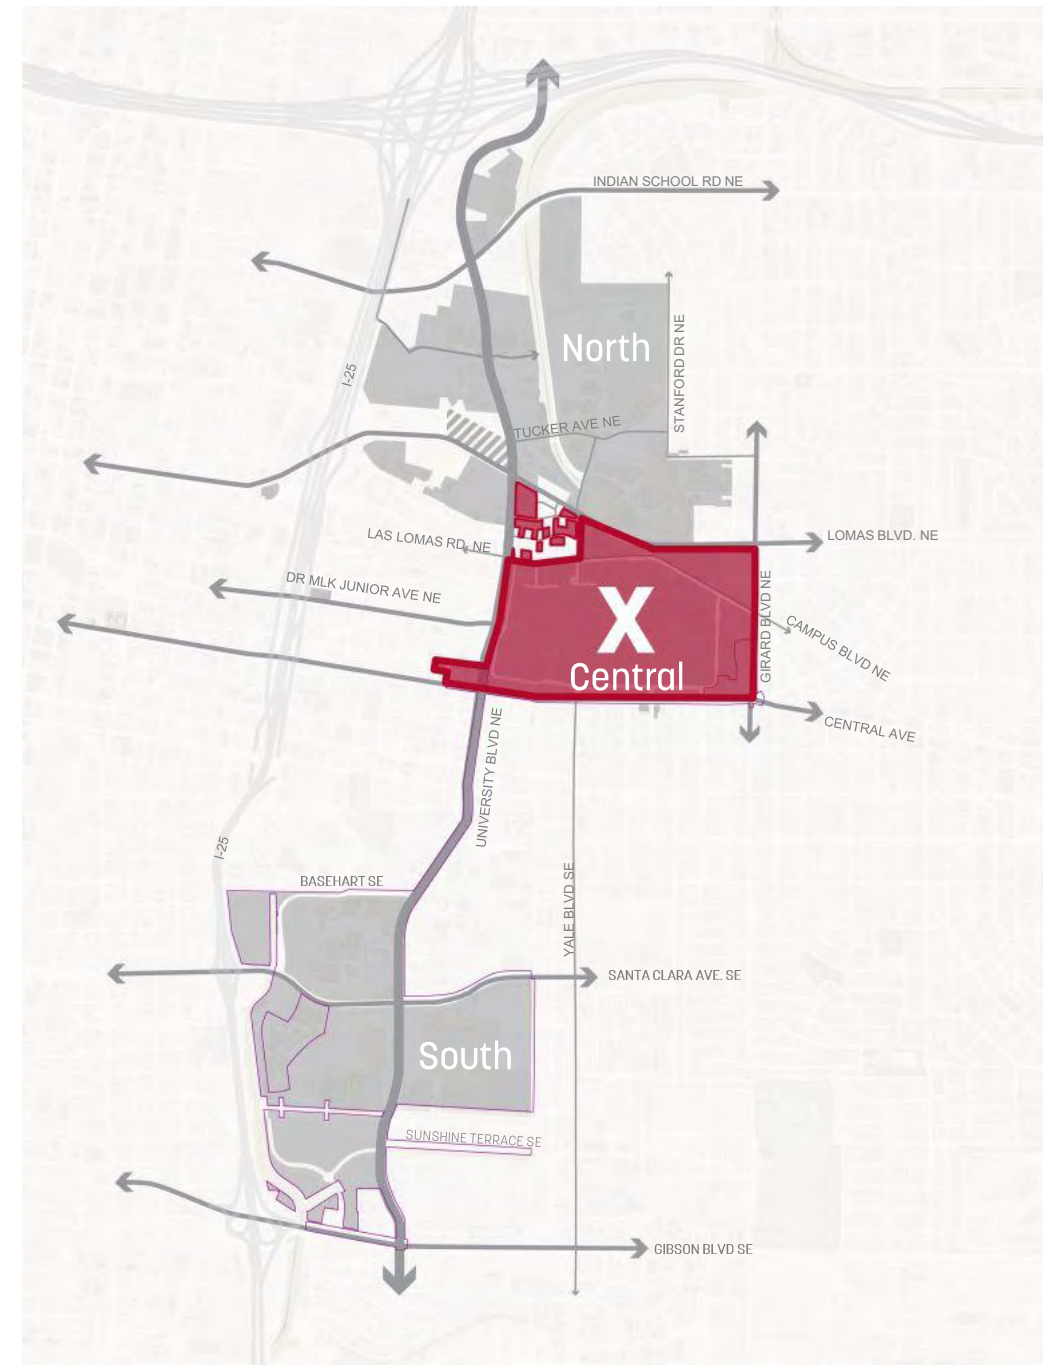 INDIAN SCHOOL RD NE
North
STANFORD DR NE
I-25
TUCKER AVE NE
LAS LOMAS RD. NE
LOMAS BLVD. NE
DR MLK JUNIOR AVE NE
GIRARD BLVD NE
X
CAMPUS BLVD NE
Central
CENTRAL AVE
UNIVERSITY BLVD NE
I-25
YALE BLVD SE
BASEHART SE
SANTA CLARA AVE. SE
South
SUNSHINE TERRACE SE
GIBSON BLVD SE